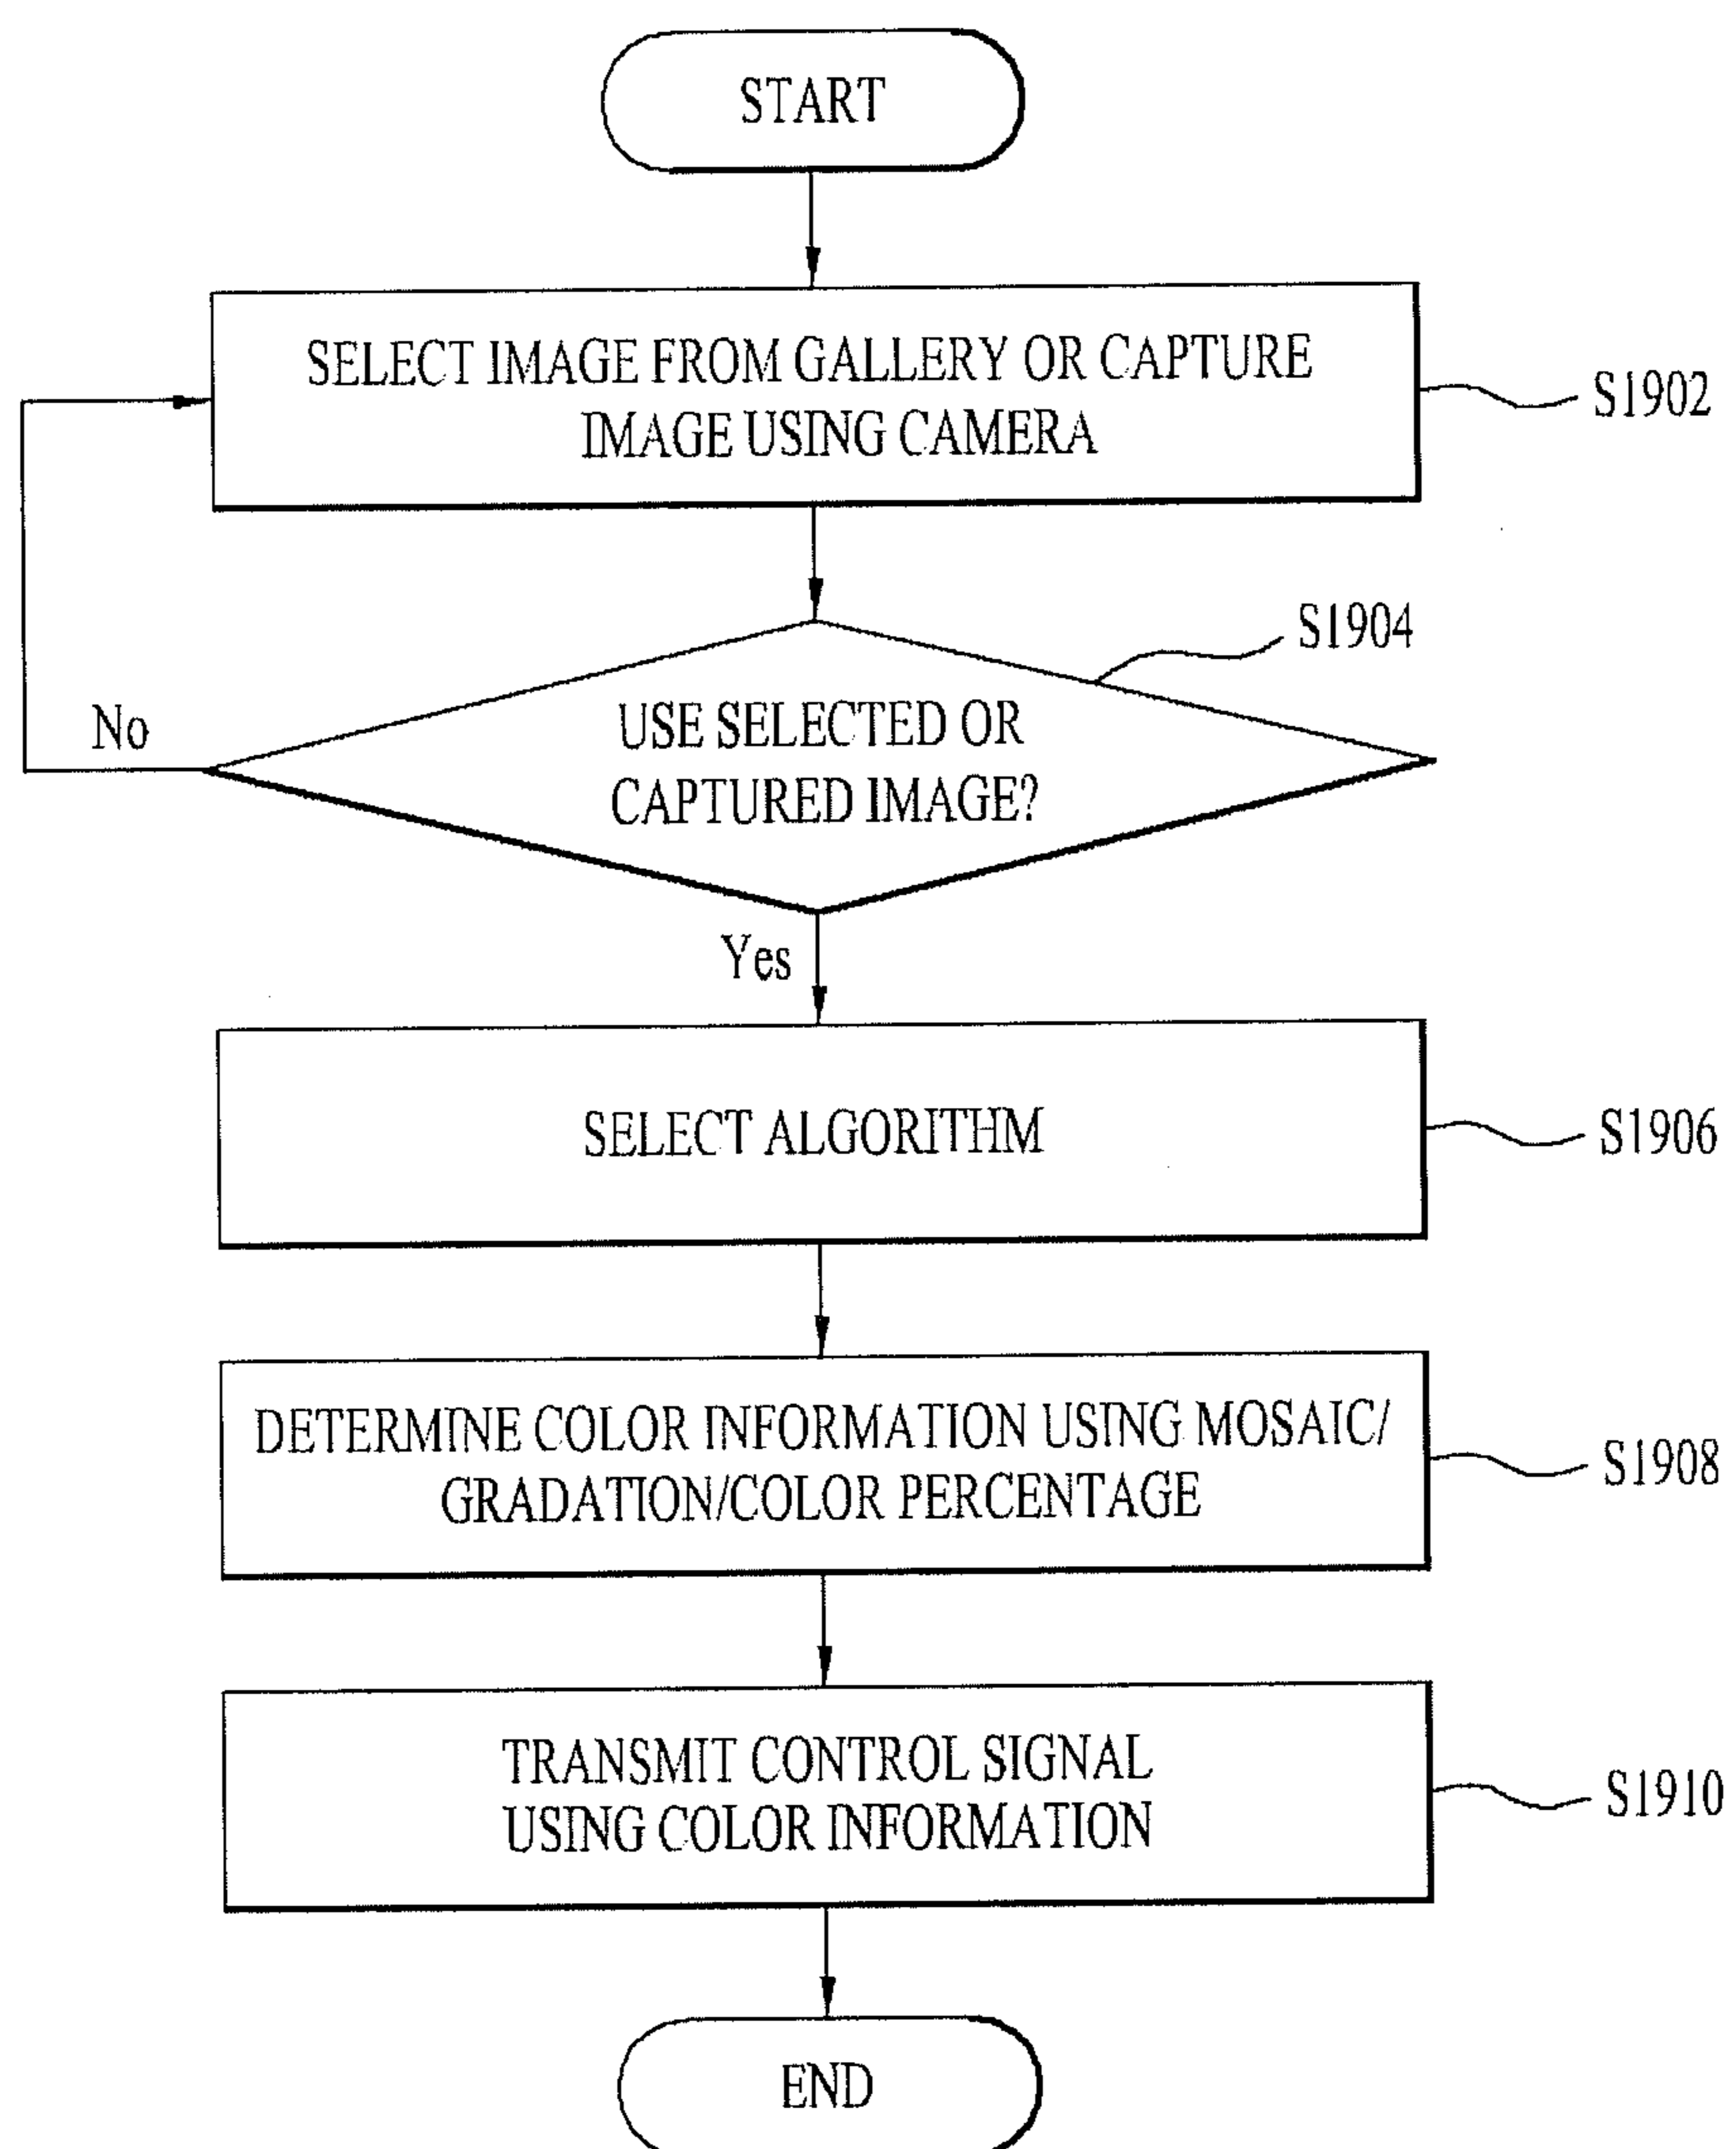 START
SELECT IMAGE FROM GALLERY OR CAPTURE
IMAGE USING CAMERA
S1902
S1904
USE SELECTED OR
CAPTURED IMAGE?
No
Yes
SELECT ALGORITHM
S1906
DETERMINE COLOR INFORMATION USING MOSAIC/
GRADATION/COLOR PERCENTAGE
S1908
TRANSMIT CONTROL SIGNAL
USING COLOR INFORMATION
S1910
END